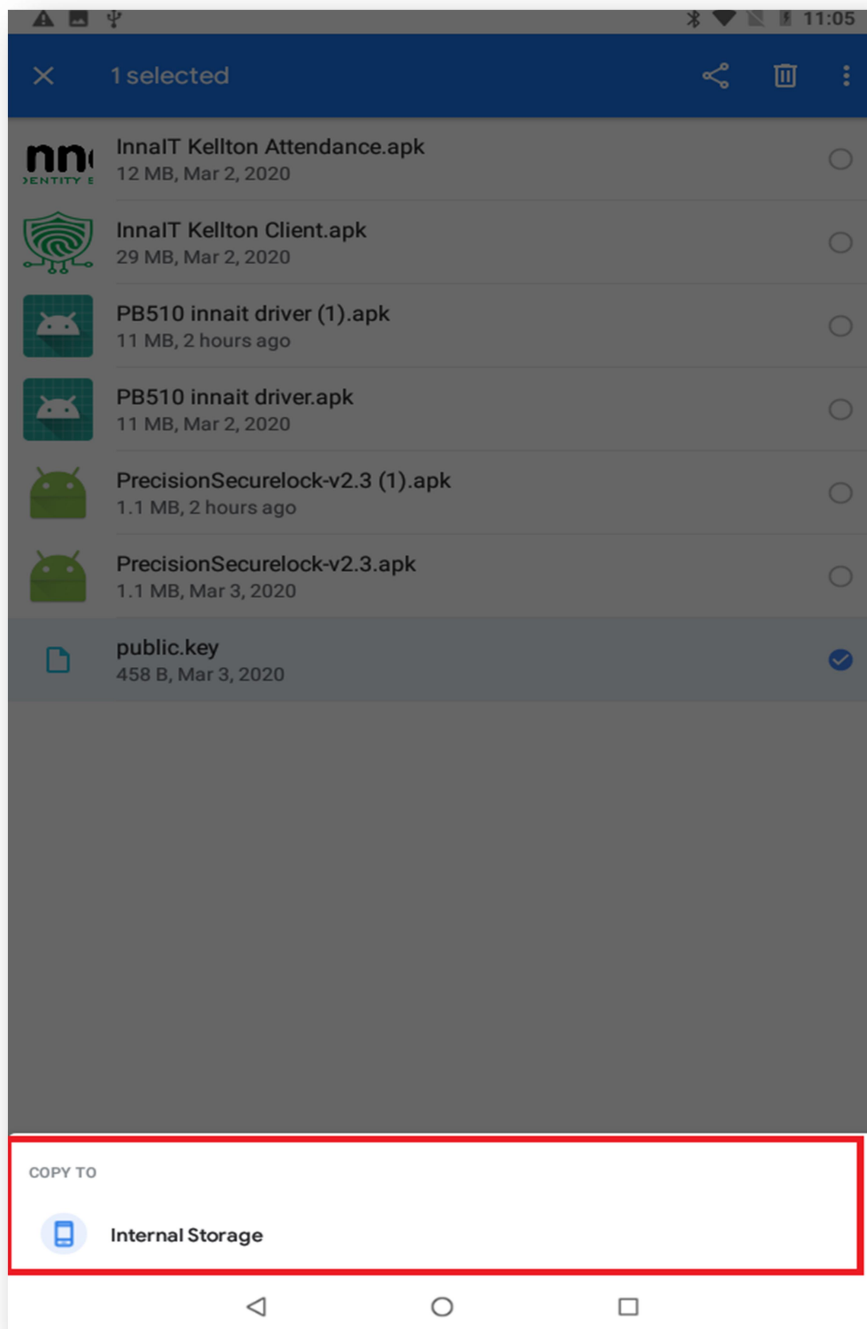 11:05
1 selected
InnaIT Kellton Attendance.apk
12 MB, Mar 2, 2020
InnaIT Kellton Client.apk
29 MB, Mar 2, 2020
PB510 innait driver (1).apk
11 MB, 2 hours ago
PB510 innait driver.apk
11 MB, Mar 2, 2020
PrecisionSecurelock-v2.3 (1).apk
1.1 MB, 2 hours ago
PrecisionSecurelock-v2.3.apk
1.1 MB, Mar 3, 2020
public.key
458 B, Mar 3, 2020
COPY TO
Internal Storage